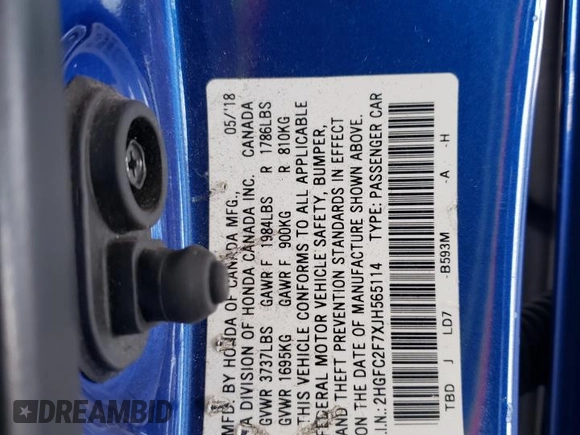 MFD. BY HONDA OF CANADA MFG., 05/'18
A DIVISION OF HONDA CANADA INC. CANADA
GVWR 3737LBS GAWR F 1984LBS R 1786LBS
GVWR 1695KG GAWR F 900KG R 810KG
THIS VEHICLE CONFORMS TO ALL APPLICABLE
FEDERAL MOTOR VEHICLE SAFETY, BUMPER,
AND THEFT PREVENTION STANDARDS IN EFFECT
ON THE DATE OF MANUFACTURE SHOWN ABOVE.
V.I.N.: 2HGFC2F7XJH565114 TYPE: PASSENGER CAR
TBD J LD7 -B593M -A -H
DREAMBID